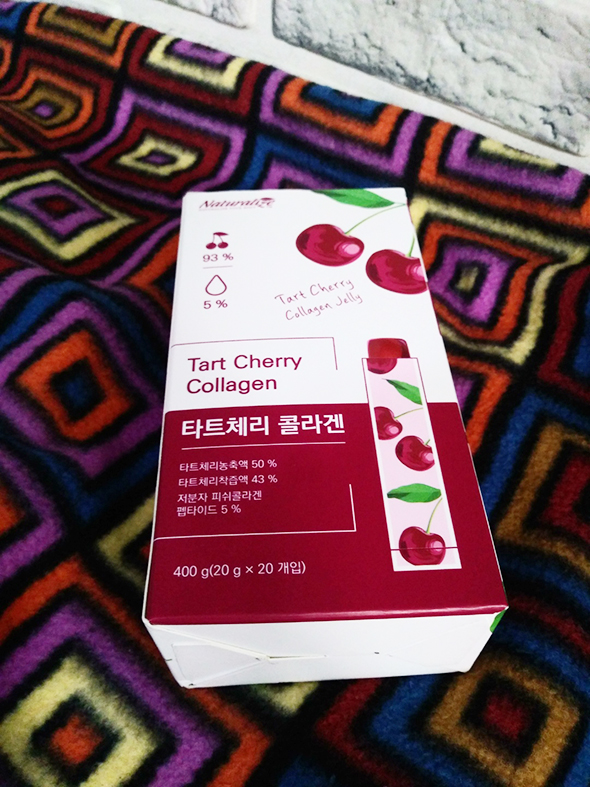 Naturalize
93 %
5 %
Tart Cherry
Collagen Jelly
Tart Cherry
Collagen
타트체리 콜라겐
타트체리농축액 50 %
타트체리착즙액 43 %
저분자 피쉬콜라겐
펩타이드 5 %
400 g(20 g × 20 개입)